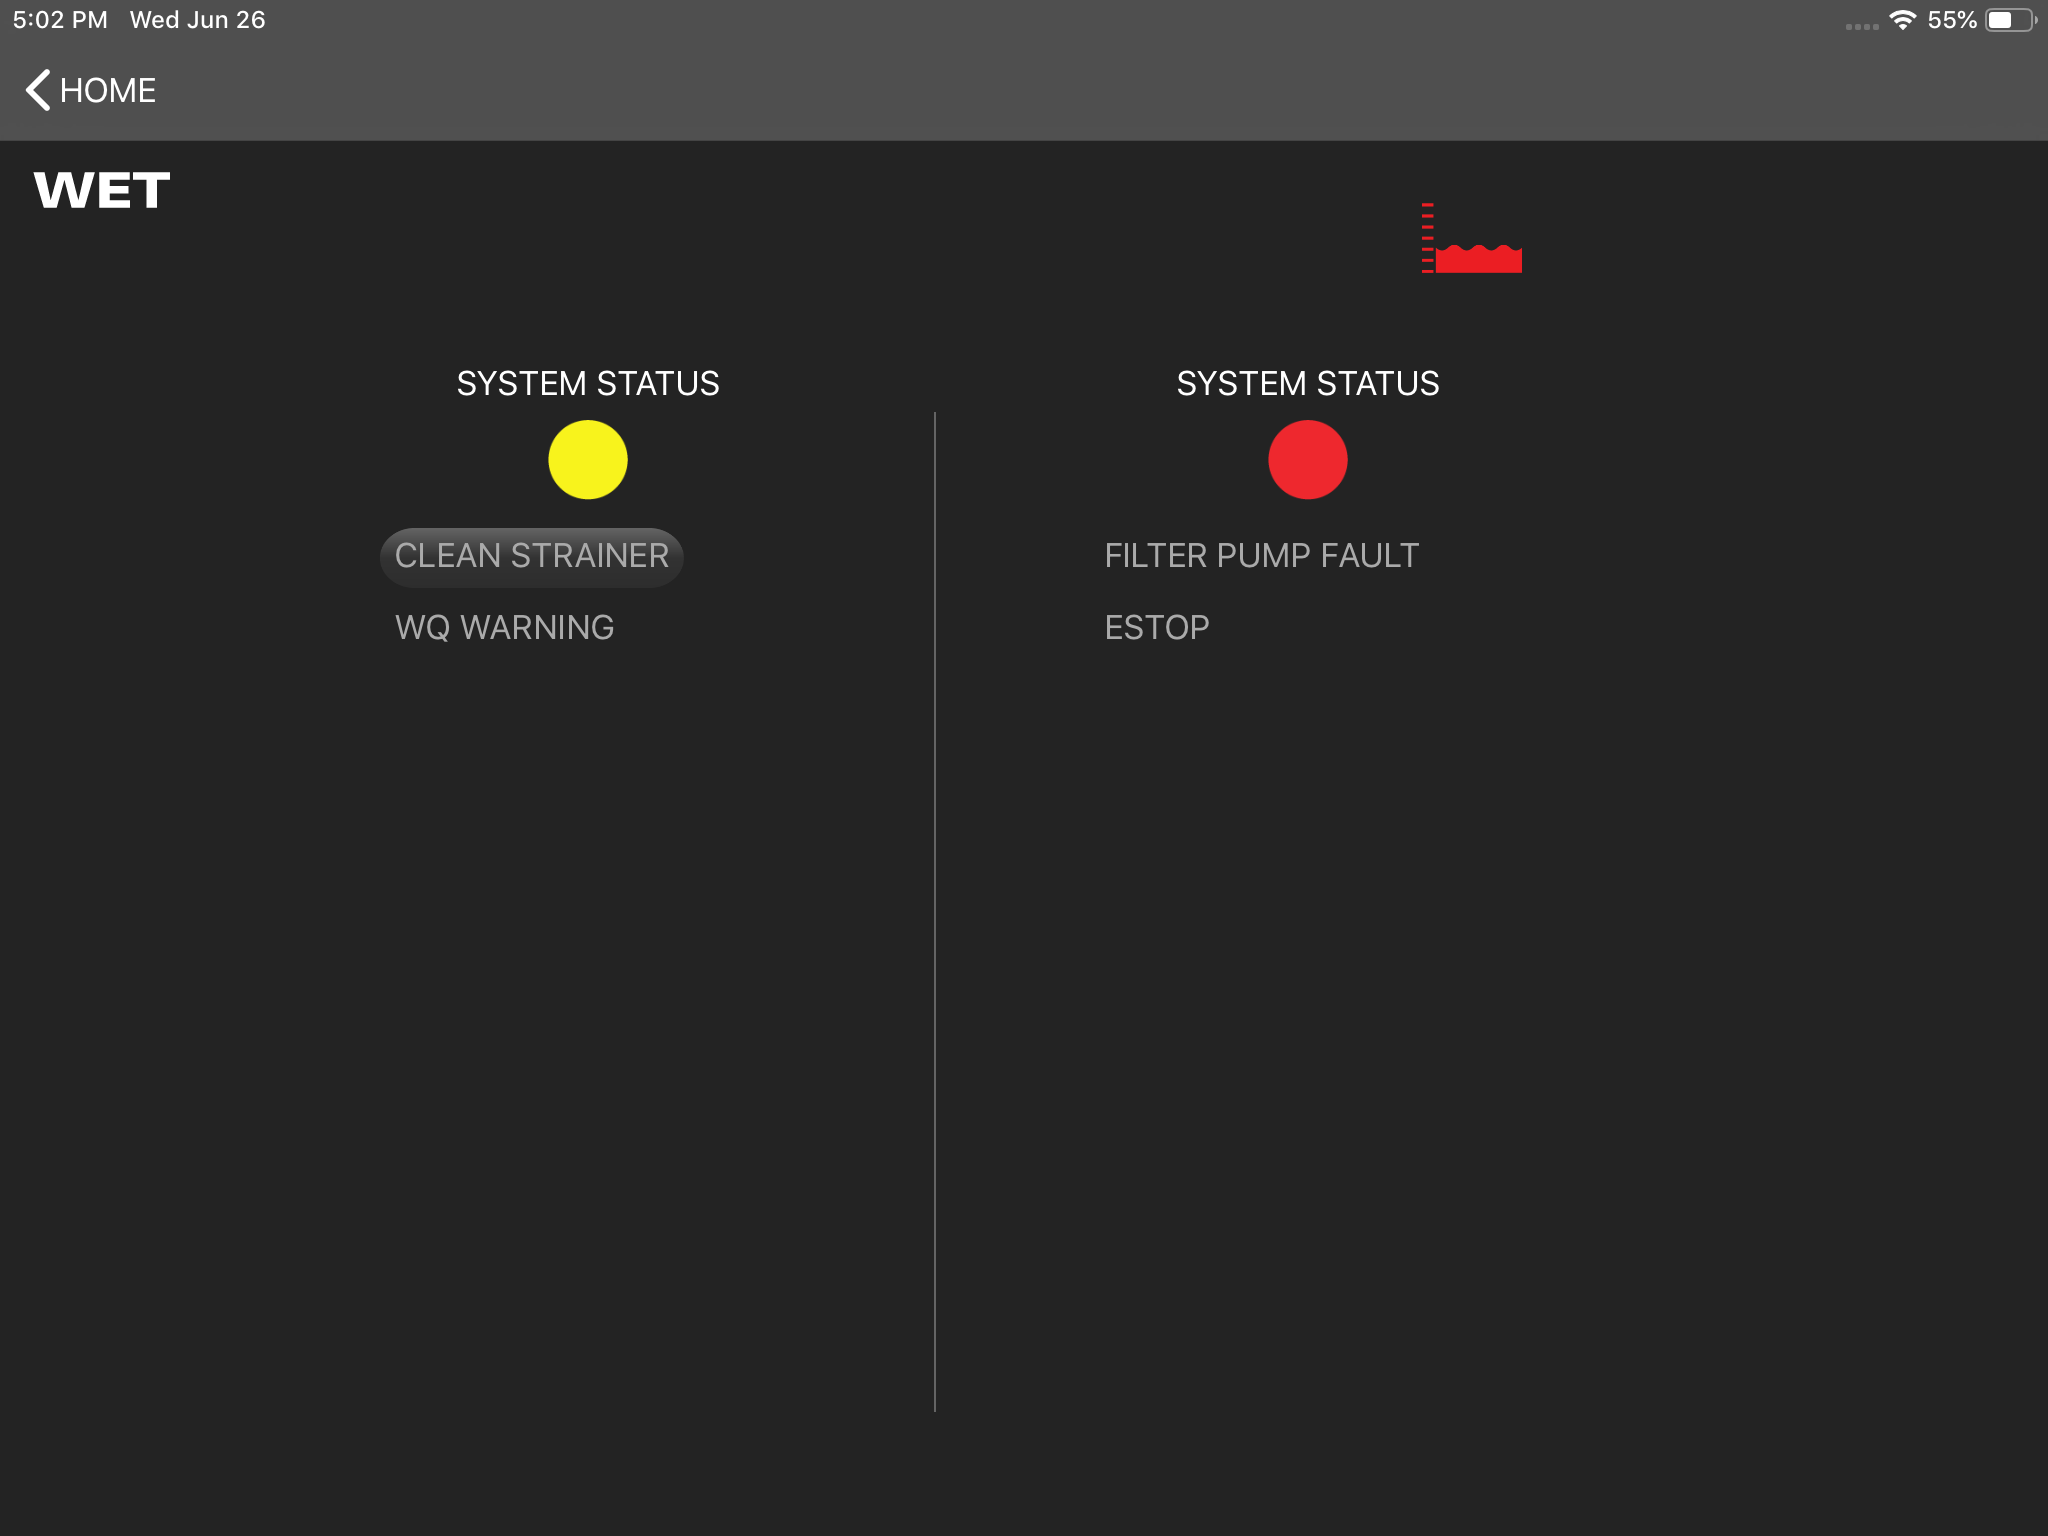 5:02 PM Wed Jun 26 55%
HOME
WET
SYSTEM STATUS
CLEAN STRAINER
WQ WARNING
SYSTEM STATUS
FILTER PUMP FAULT
ESTOP